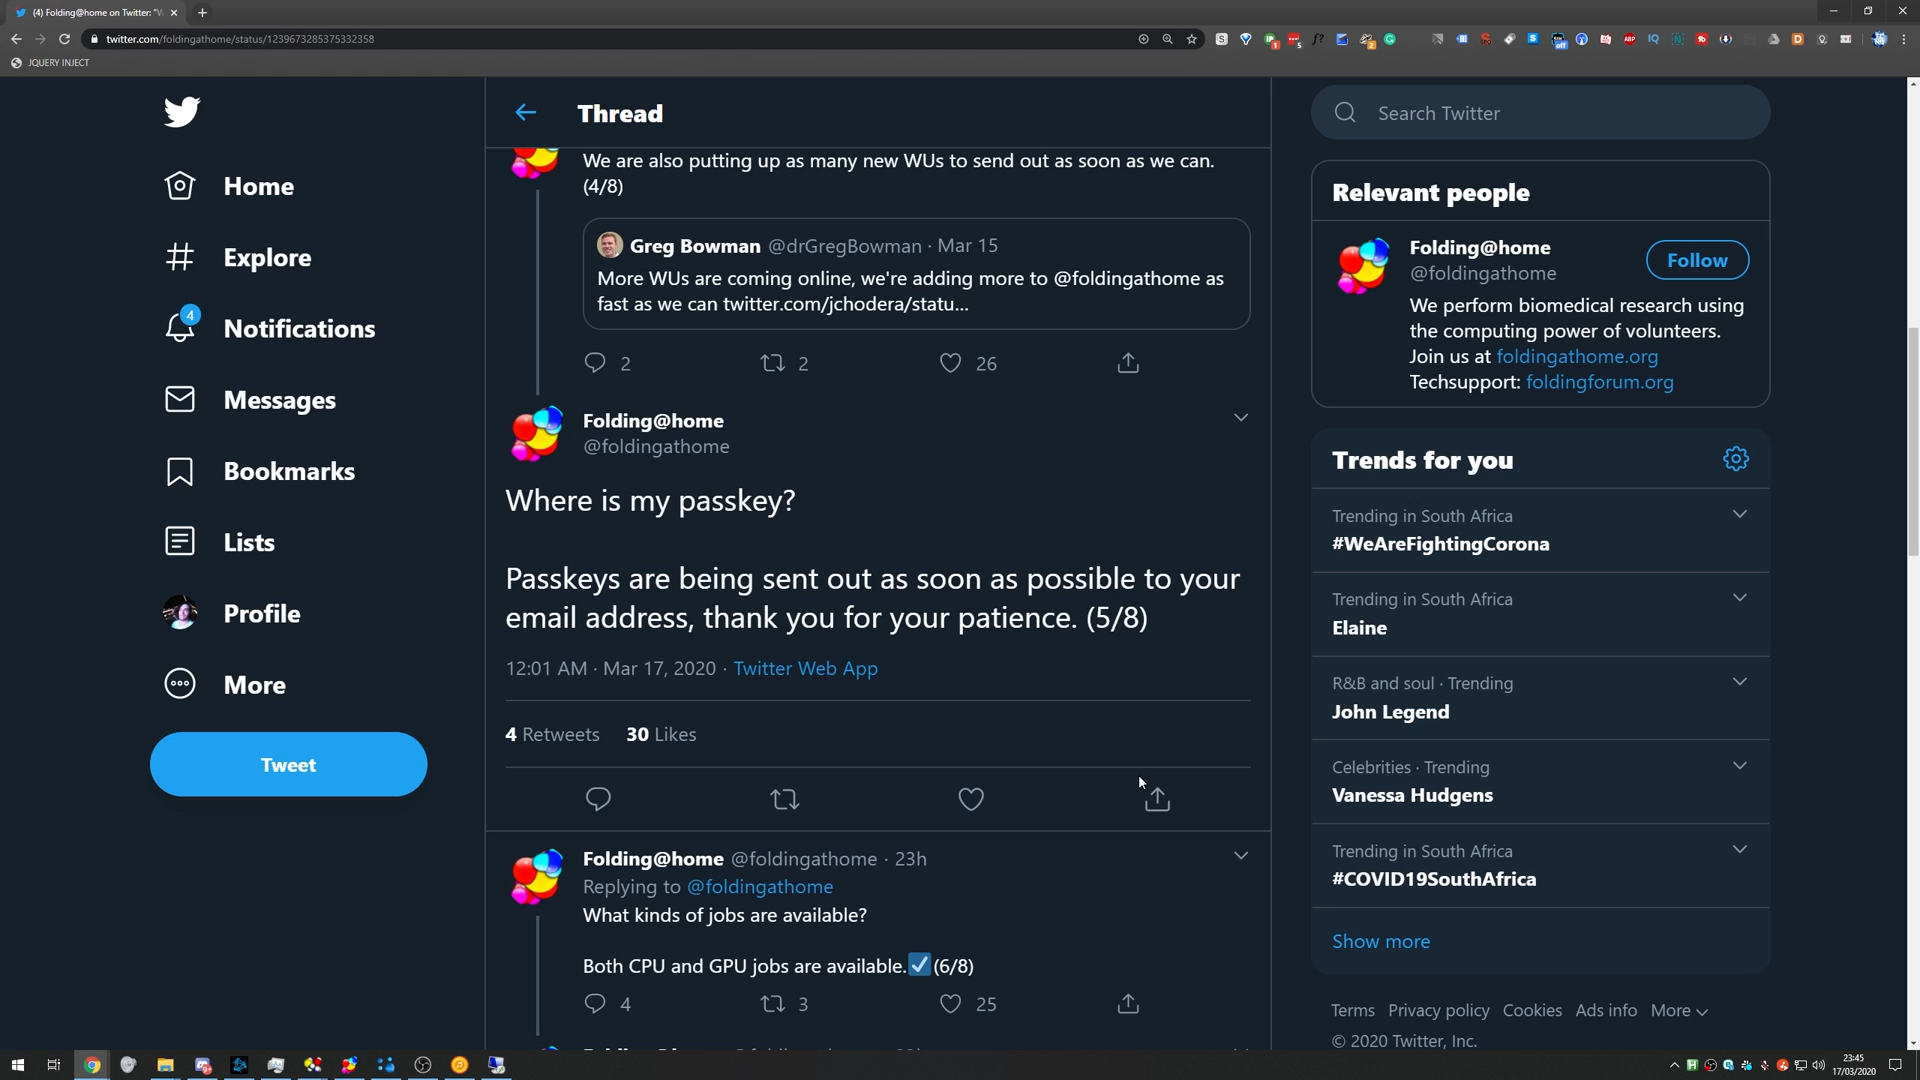 (4) Folding@home on Twitter: "W
twitter.com/foldingathome/status/1239673285375332358
JQUERY INJECT
Home
Explore
4
Notifications
Messages
Bookmarks
Lists
Profile
More
Tweet
Thread
We are also putting up as many new WUs to send out as soon as we can.
(4/8)
Greg Bowman @drGregBowman · Mar 15
More WUs are coming online, we're adding more to @foldingathome as
fast as we can twitter.com/jchodera/statu...
2 2 26
Folding@home
@foldingathome
Where is my passkey?
Passkeys are being sent out as soon as possible to your
email address, thank you for your patience. (5/8)
12:01 AM · Mar 17, 2020 · Twitter Web App
4 Retweets 30 Likes
Folding@home @foldingathome · 23h
Replying to @foldingathome
What kinds of jobs are available?
Both CPU and GPU jobs are available. (6/8)
4 3 25
Search Twitter
Relevant people
Folding@home
@foldingathome
Follow
We perform biomedical research using
the computing power of volunteers.
Join us at foldingathome.org
Techsupport: foldingforum.org
Trends for you
Trending in South Africa
#WeAreFightingCorona
Trending in South Africa
Elaine
R&B and soul · Trending
John Legend
Celebrities · Trending
Vanessa Hudgens
Trending in South Africa
#COVID19SouthAfrica
Show more
Terms Privacy policy Cookies Ads info More
© 2020 Twitter, Inc.
23:45
17/03/2020